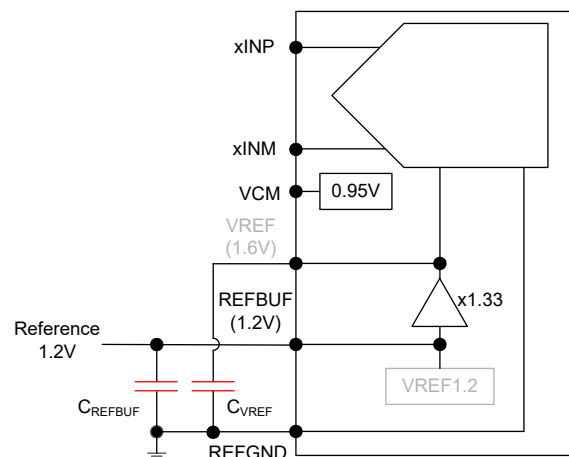 xINP
xINM
VCM
0.95V
VREF
(1.6V)
REFBUF
(1.2V)
x1.33
Reference
1.2V
VREF1.2
CREFBUF
CVREF
REFGND